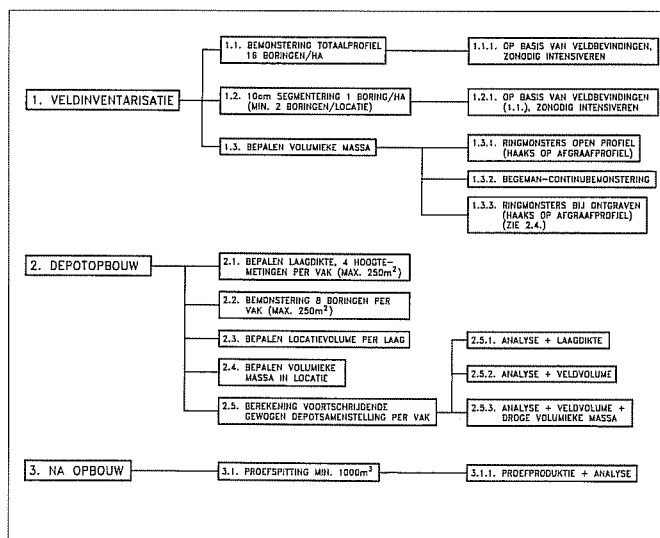 1. VELDINVENTARISATIE
1.1. BEMONSTERING TOTAALPROFIEL
16 BORINGEN/HA
1.1.1. OP BASIS VAN VELDBEVINDINGEN,
ZONODIG INTENSIVEREN
1.2. 10cm SEGMENTERING 1 BORING/HA
(MIN. 2 BORINGEN/LOCATIE)
1.2.1. OP BASIS VAN VELDBEVINDINGEN
(1.1.), ZONODIG INTENSIVEREN
1.3. BEPALEN VOLUMIEKE MASSA
1.3.1. RINGMONSTERS OPEN PROFIEL
(HAAKS OP AFGRAAFPROFIEL)
1.3.2. BEGEMAN-CONTINUBEMONSTERING
1.3.3. RINGMONSTERS BIJ ONTGRAVEN
(HAAKS OP AFGRAAFPROFIEL)
(ZIE 2.4.)
2. DEPOTOPBOUW
2.1. BEPALEN LAAGDIKTE, 4 HOOGTE-
METINGEN PER VAK (MAX. 250m²)
2.2. BEMONSTERING 8 BORINGEN PER
VAK (MAX. 250m²)
2.3. BEPALEN LOCATIEVOLUME PER LAAG
2.4. BEPALEN VOLUMIEKE
MASSA IN LOCATIE
2.5. BEREKENING VOORTSCHRIJDENDE
GEWOGEN DEPOTSAMENSTELLING PER VAK
2.5.1. ANALYSE + LAAGDIKTE
2.5.2. ANALYSE + VELDVOLUME
2.5.3. ANALYSE + VELDVOLUME +
DROGE VOLUMIEKE MASSA
3. NA OPBOUW
3.1. PROEFSPITTING MIN. 1000m³
3.1.1. PROEFPRODUKTIE + ANALYSE